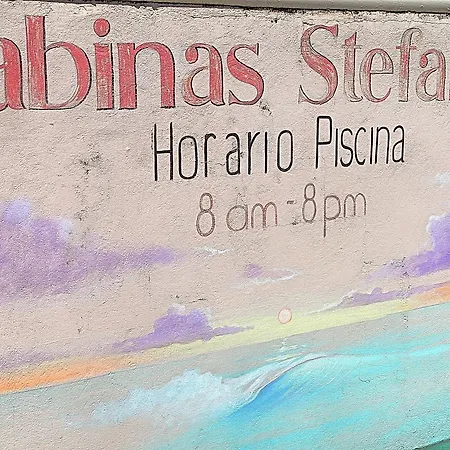 abinas Stefa
Horario Piscina
8 am - 8 pm